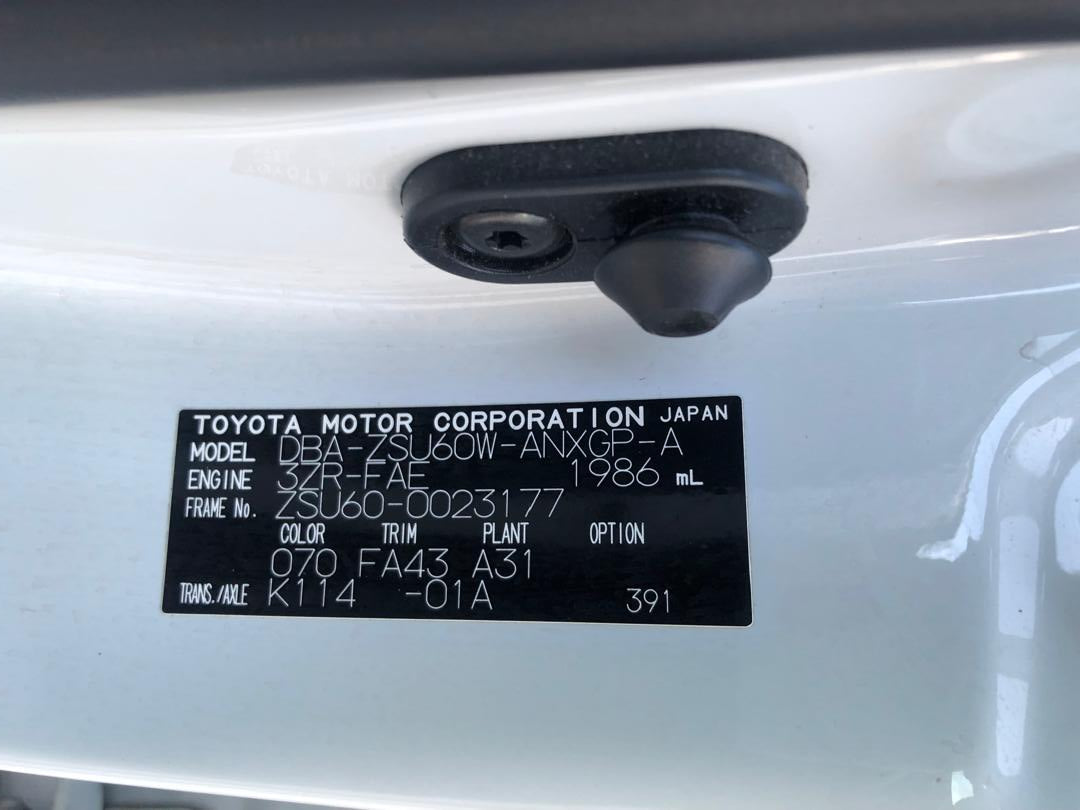 TOYOTA MOTOR CORPORATION JAPAN
MODEL DBA-ZSU60W-ANXGP-A
ENGINE 3ZR-FAE 1986 mL
FRAME No. ZSU60-0023177
COLOR TRIM PLANT OPTION
070 FA43 A31
TRANS./AXLE K114 -01A 391